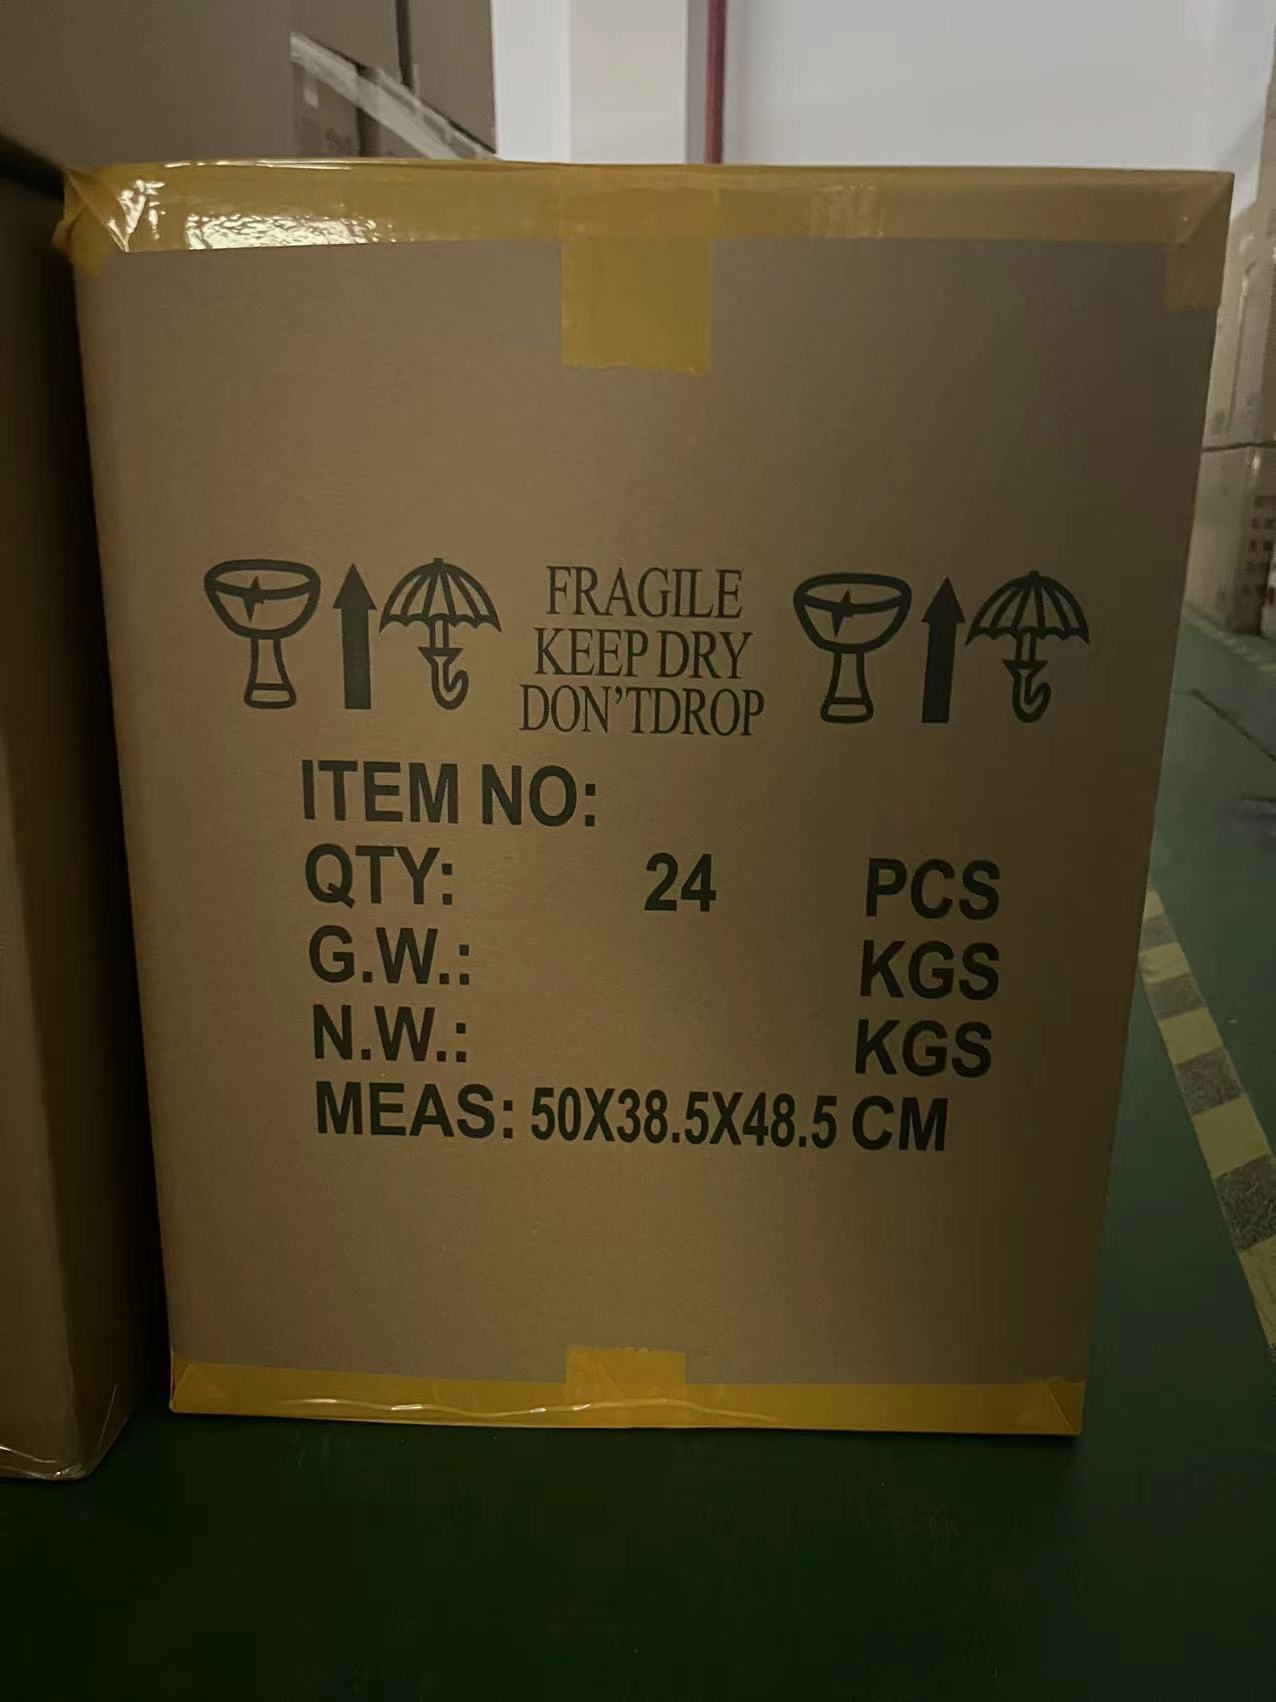 FRAGILE
KEEP DRY
DON'TDROP
ITEM NO:
QTY: 24 PCS
G.W.: KGS
N.W.: KGS
MEAS: 50X38.5X48.5 CM